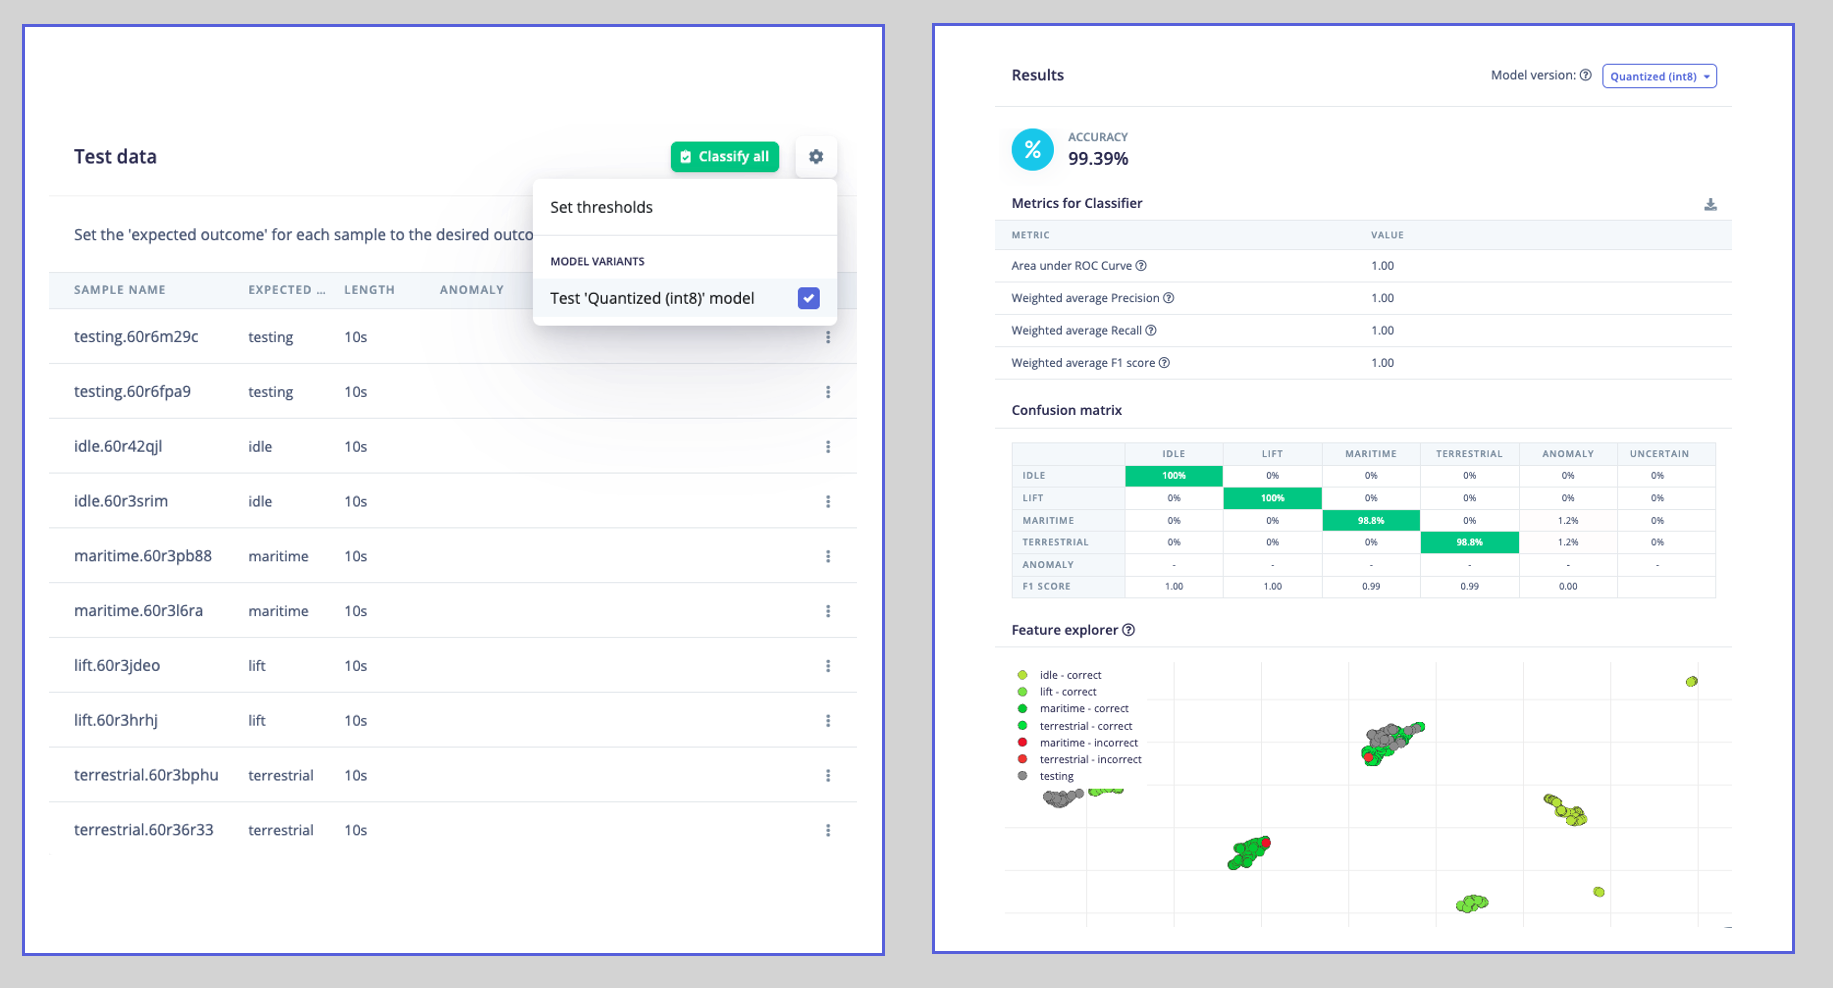 Test data
Classify all
Set thresholds
Set the 'expected outcome' for each sample to the desired outco
MODEL VARIANTS
Test 'Quantized (int8)' model
SAMPLE NAME EXPECTED ... LENGTH ANOMALY
testing.60r6m29c testing 10s
testing.60r6fpa9 testing 10s
idle.60r42qjl idle 10s
idle.60r3srim idle 10s
maritime.60r3pb88 maritime 10s
maritime.60r3l6ra maritime 10s
lift.60r3jdeo lift 10s
lift.60r3hrhj lift 10s
terrestrial.60r3bphu terrestrial 10s
terrestrial.60r36r33 terrestrial 10s
Results
Model version: ? Quantized (int8)
%
ACCURACY
99.39%
Metrics for Classifier
METRIC VALUE
Area under ROC Curve ? 1.00
Weighted average Precision ? 1.00
Weighted average Recall ? 1.00
Weighted average F1 score ? 1.00
Confusion matrix
IDLE LIFT MARITIME TERRESTRIAL ANOMALY UNCERTAIN
IDLE 100% 0% 0% 0% 0% 0%
LIFT 0% 100% 0% 0% 0% 0%
MARITIME 0% 0% 98.8% 0% 1.2% 0%
TERRESTRIAL 0% 0% 0% 98.8% 1.2% 0%
ANOMALY - - - - - -
F1 SCORE 1.00 1.00 0.99 0.99 0.00
Feature explorer ?
idle - correct
lift - correct
maritime - correct
terrestrial - correct
maritime - incorrect
terrestrial - incorrect
testing